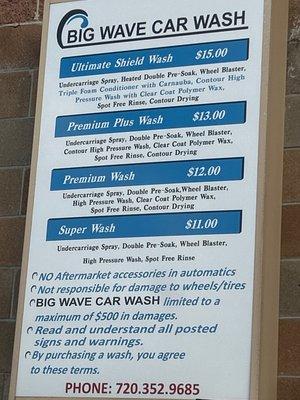 BIG WAVE CAR WASH
Ultimate Shield Wash $15.00
Undercarriage Spray, Heated Double Pre-Soak, Wheel Blaster,
Triple Foam Conditioner with Carnauba, Contour High
Pressure Wash with Clear Coat Polymer Wax,
Spot Free Rinse, Contour Drying
Premium Plus Wash $13.00
Undercarriage Spray, Double Pre-Soak, Wheel Blaster,
Contour High Pressure Wash, Clear Coat Polymer Wax,
Spot Free Rinse, Contour Drying
Premium Wash $12.00
Undercarriage Spray, Double Pre-Soak,Wheel Blaster,
High Pressure Wash, Clear Coat Polymer Wax,
Spot Free Rinse, Contour Drying
Super Wash $11.00
Undercarriage Spray, Double Pre-Soak, Wheel Blaster,
High Pressure Wash, Spot Free Rinse
NO Aftermarket accessories in automatics
Not responsible for damage to wheels/tires
BIG WAVE CAR WASH limited to a
maximum of $500 in damages.
Read and understand all posted
signs and warnings.
By purchasing a wash, you agree
to these terms.
PHONE: 720.352.9685